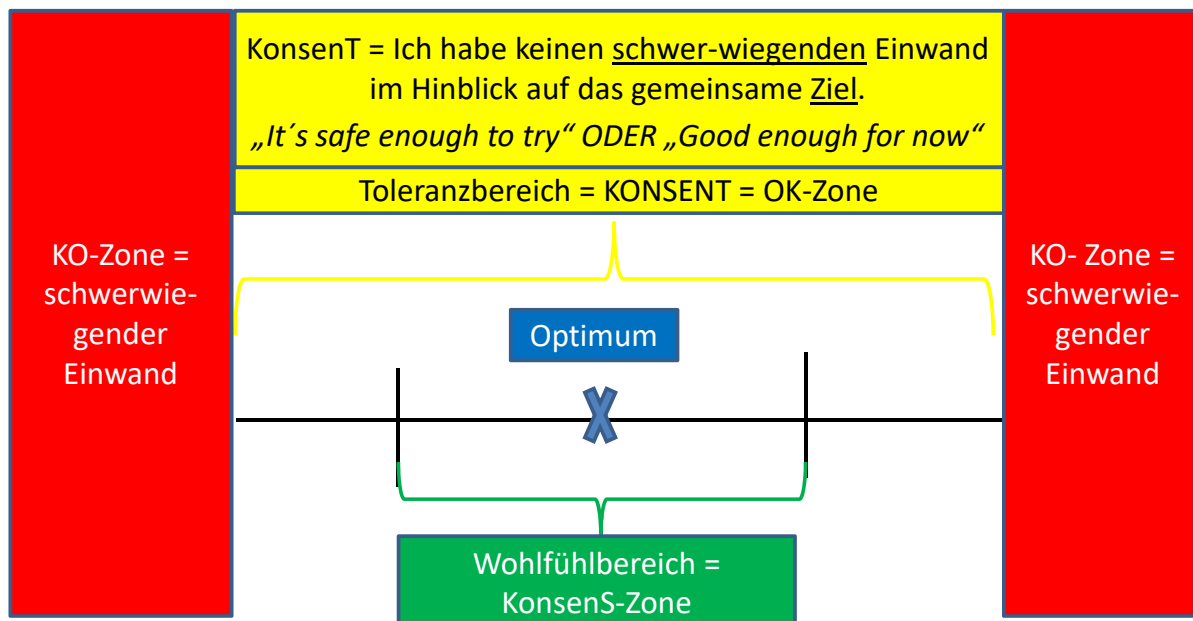 KonsenT = Ich habe keinen schwer-wiegenden Einwand
im Hinblick auf das gemeinsame Ziel.
„It´s safe enough to try“ ODER „Good enough for now“
Toleranzbereich = KONSENT = OK-Zone
KO-Zone =
schwerwie-
gender
Einwand
KO- Zone =
schwerwie-
gender
Einwand
Optimum
Wohlfühlbereich =
KonsenS-Zone